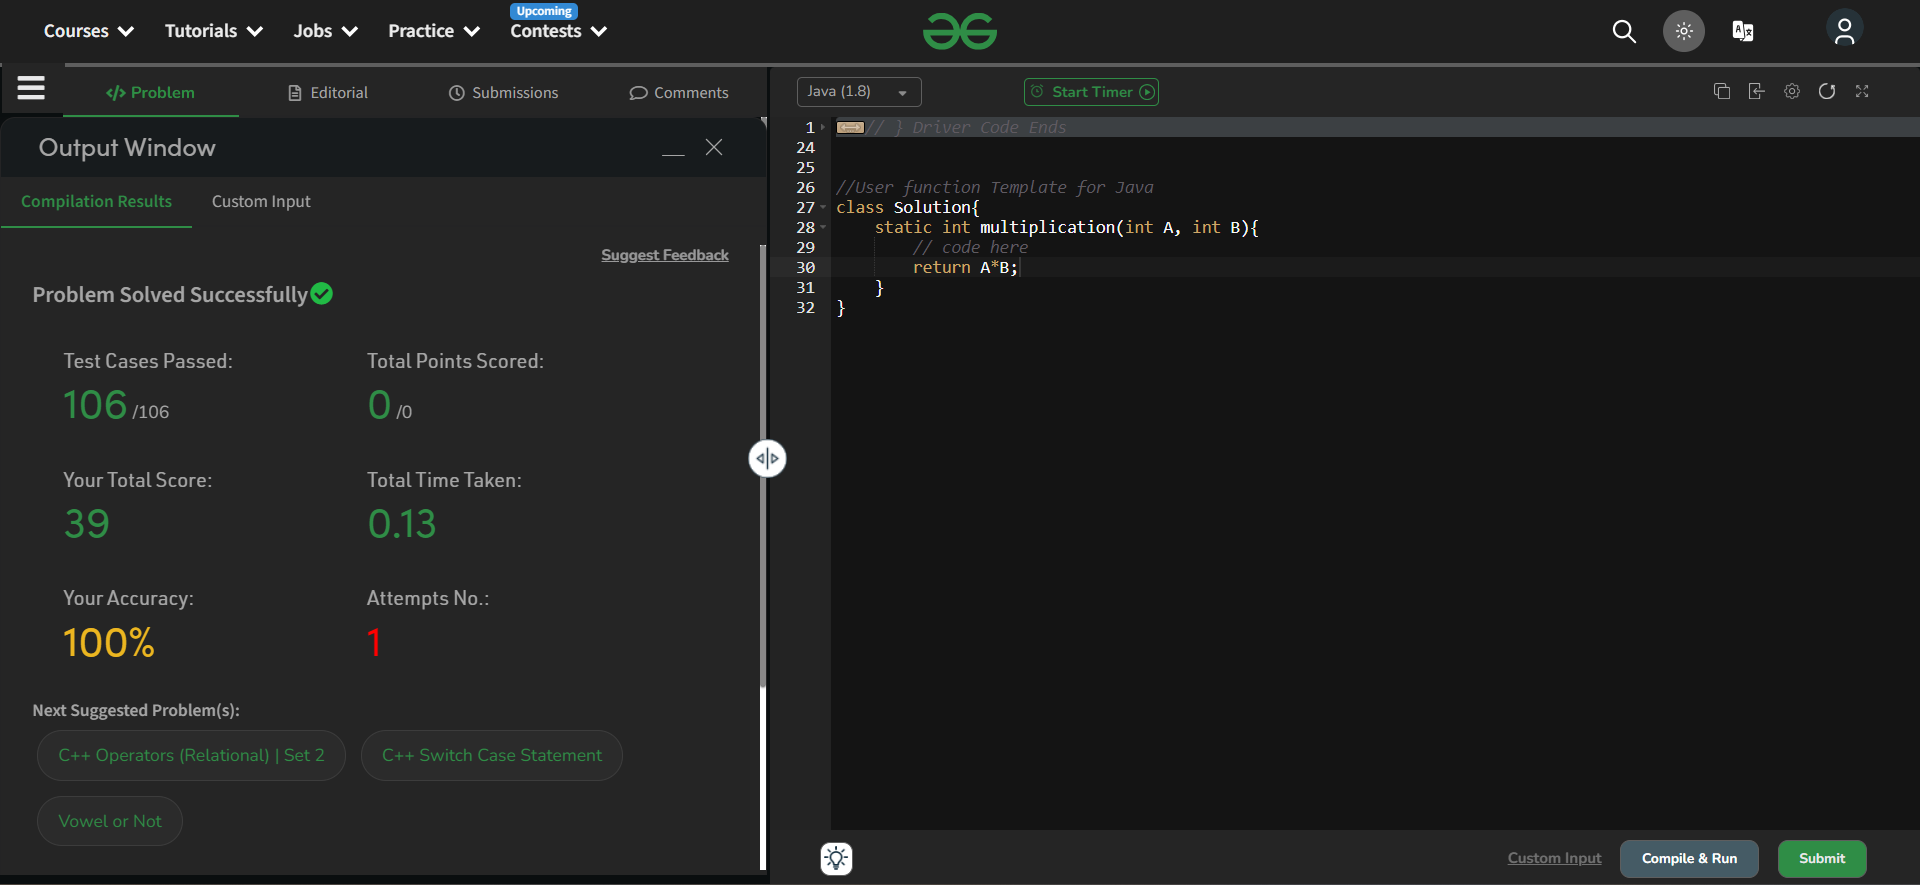 Upcoming
Courses Tutorials Jobs Practice Contests
Problem Editorial Submissions Comments
Output Window
Compilation Results Custom Input
Suggest Feedback
Problem Solved Successfully
Test Cases Passed: Total Points Scored:
106 /106 0 /0
Your Total Score: Total Time Taken:
39 0.13
Your Accuracy: Attempts No.:
100% 1
Next Suggested Problem(s):
C++ Operators (Relational) | Set 2 C++ Switch Case Statement
Vowel or Not
Java (1.8) Start Timer
1 // } Driver Code Ends
24
25
26 //User function Template for Java
27 class Solution{
28 static int multiplication(int A, int B){
29 // code here
30 return A*B;
31 }
32 }
Custom Input Compile & Run Submit